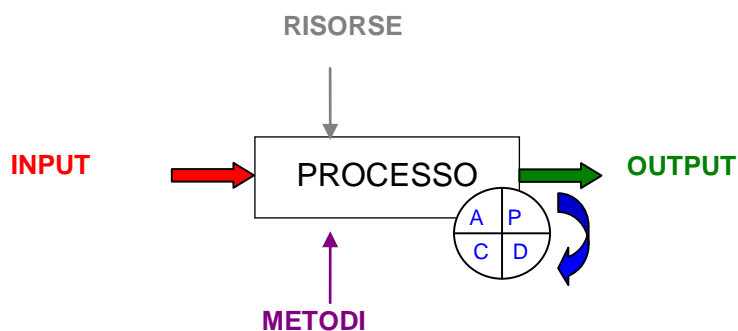 RISORSE
INPUT
PROCESSO
OUTPUT
A P
C D
METODI